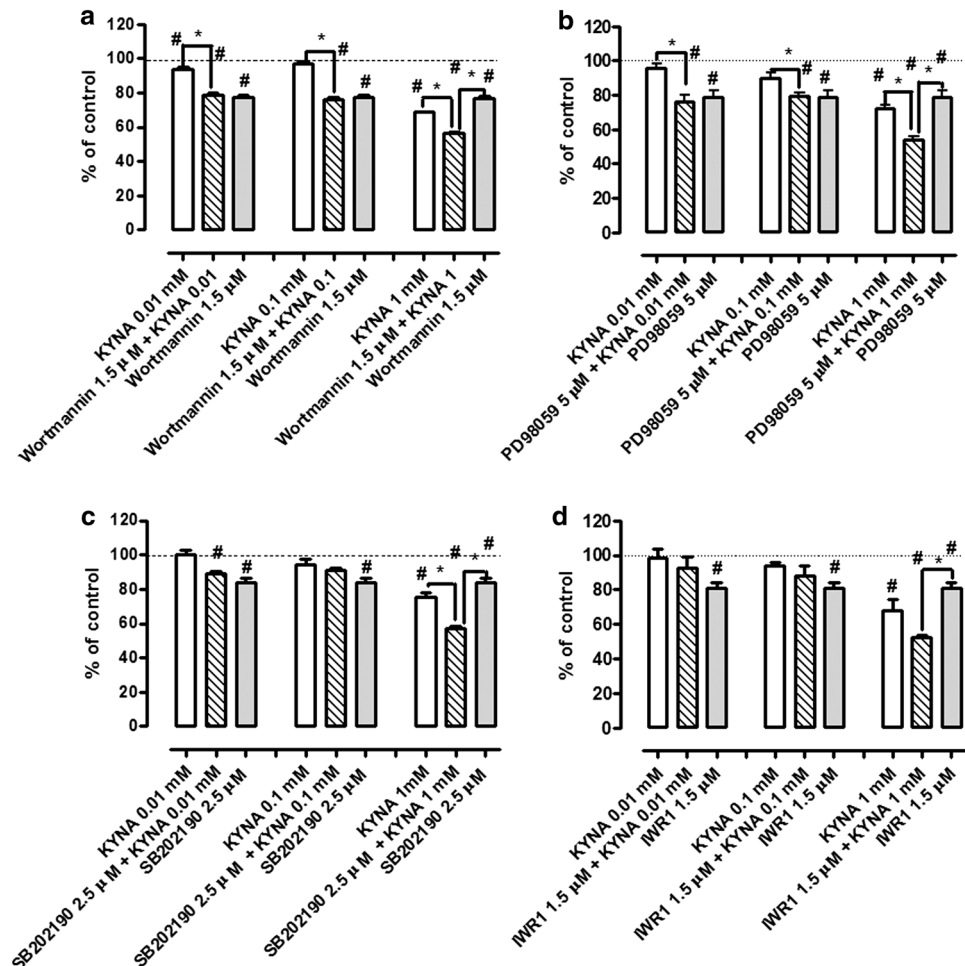 a
% of control
120
100
80
60
40
20
0
# * # #
* # #
# * # * #
KYNA 0.01 mM
Wortmannin 1.5 µM + KYNA 0.01
Wortmannin 1.5 µM
KYNA 0.1 mM
Wortmannin 1.5 µM + KYNA 0.1
Wortmannin 1.5 µM
KYNA 1 mM
Wortmannin 1.5 µM + KYNA 1
Wortmannin 1.5 µM
b
% of control
120
100
80
60
40
20
0
* # #
* # #
# * # * #
KYNA 0.01 mM
PD98059 5 µM + KYNA 0.01 mM
PD98059 5 µM
KYNA 0.1 mM
PD98059 5 µM + KYNA 0.1 mM
PD98059 5 µM
KYNA 1 mM
PD98059 5 µM + KYNA 1 mM
PD98059 5 µM
c
% of control
120
100
80
60
40
20
0
# #
#
# * # * #
KYNA 0.01 mM
SB202190 2.5 µM + KYNA 0.01 mM
SB202190 2.5 µM
KYNA 0.1 mM
SB202190 2.5 µM + KYNA 0.1 mM
SB202190 2.5 µM
KYNA 1mM
SB202190 2.5 µM + KYNA 1 mM
SB202190 2.5 µM
d
% of control
120
100
80
60
40
20
0
#
#
# # * #
KYNA 0.01 mM
IWR1 1.5 µM + KYNA 0.01 mM
IWR1 1.5 µM
KYNA 0.1 mM
IWR1 1.5 µM + KYNA 0.1 mM
IWR1 1.5 µM
KYNA 1 mM
IWR1 1.5 µM + KYNA 1 mM
IWR1 1.5 µM